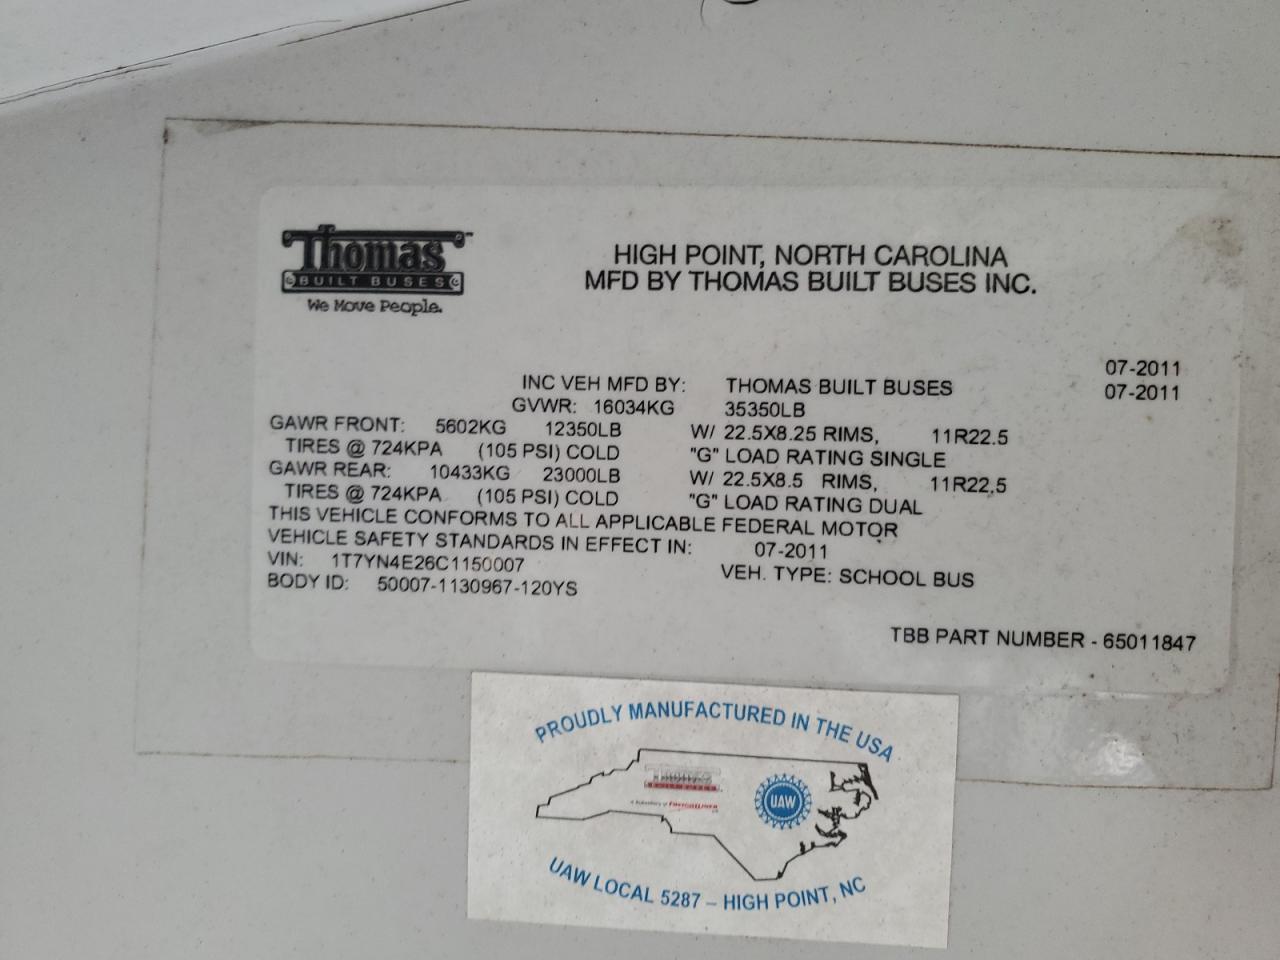 Thomas
BUILT BUSES
We Move People.
HIGH POINT, NORTH CAROLINA
MFD BY THOMAS BUILT BUSES INC.
07-2011
INC VEH MFD BY: THOMAS BUILT BUSES 07-2011
GVWR: 16034KG 35350LB
GAWR FRONT: 5602KG 12350LB W/ 22.5X8.25 RIMS, 11R22.5
TIRES @ 724KPA (105 PSI) COLD "G" LOAD RATING SINGLE
GAWR REAR: 10433KG 23000LB W/ 22.5X8.5 RIMS, 11R22.5
TIRES @ 724KPA (105 PSI) COLD "G" LOAD RATING DUAL
THIS VEHICLE CONFORMS TO ALL APPLICABLE FEDERAL MOTOR
VEHICLE SAFETY STANDARDS IN EFFECT IN: 07-2011
VIN: 1T7YN4E26C1150007 VEH. TYPE: SCHOOL BUS
BODY ID: 50007-1130967-120YS
TBB PART NUMBER - 65011847
PROUDLY MANUFACTURED IN THE USA
Thomas
BUILT BUSES
UAW
UAW LOCAL 5287 – HIGH POINT, NC